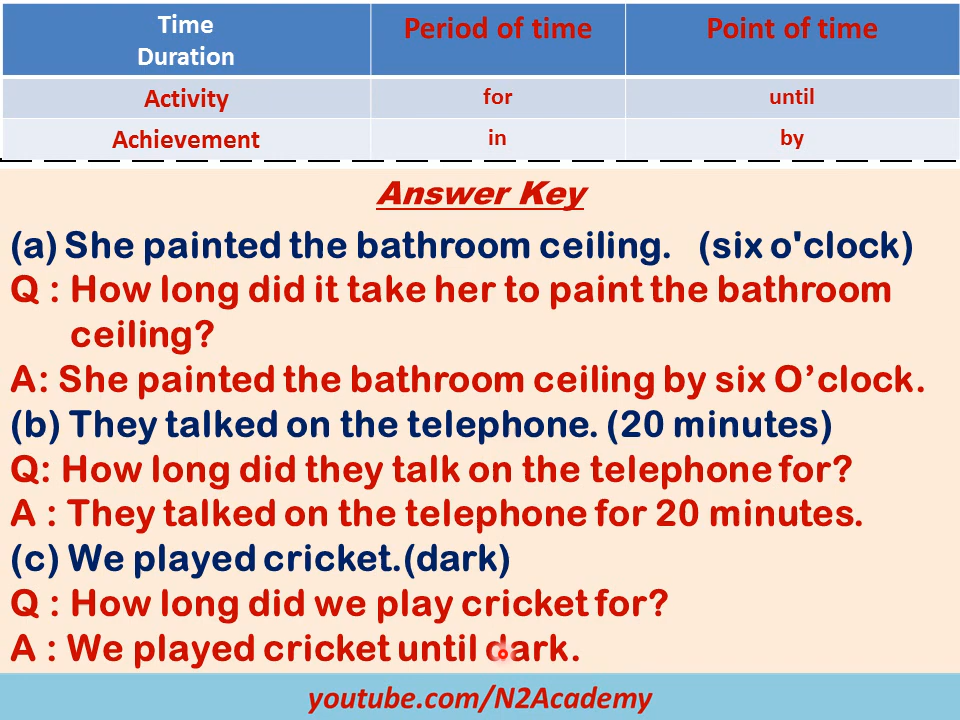 Time Duration Period of time Point of time
Activity for until
Achievement in by
Answer Key
(a) She painted the bathroom ceiling. (six o'clock)
Q : How long did it take her to paint the bathroom
ceiling?
A: She painted the bathroom ceiling by six O’clock.
(b) They talked on the telephone. (20 minutes)
Q: How long did they talk on the telephone for?
A : They talked on the telephone for 20 minutes.
(c) We played cricket.(dark)
Q : How long did we play cricket for?
A : We played cricket until dark.
youtube.com/N2Academy